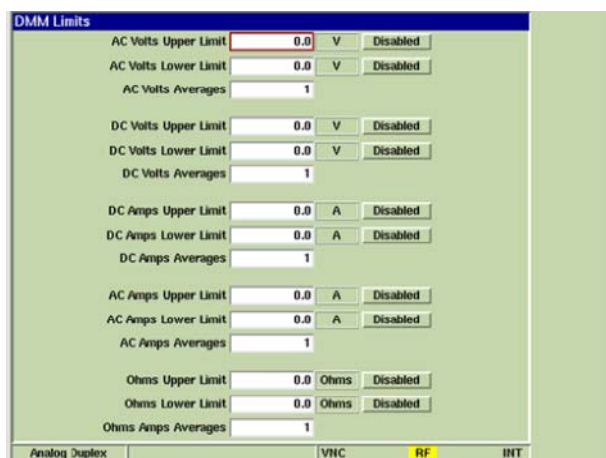 DMM Limits
AC Volts Upper Limit 0.0 V Disabled
AC Volts Lower Limit 0.0 V Disabled
AC Volts Averages 1
DC Volts Upper Limit 0.0 V Disabled
DC Volts Lower Limit 0.0 V Disabled
DC Volts Averages 1
DC Amps Upper Limit 0.0 A Disabled
DC Amps Lower Limit 0.0 A Disabled
DC Amps Averages 1
AC Amps Upper Limit 0.0 A Disabled
AC Amps Lower Limit 0.0 A Disabled
AC Amps Averages 1
Ohms Upper Limit 0.0 Ohms Disabled
Ohms Lower Limit 0.0 Ohms Disabled
Ohms Amps Averages 1
Analog Duplex VNC RF INT